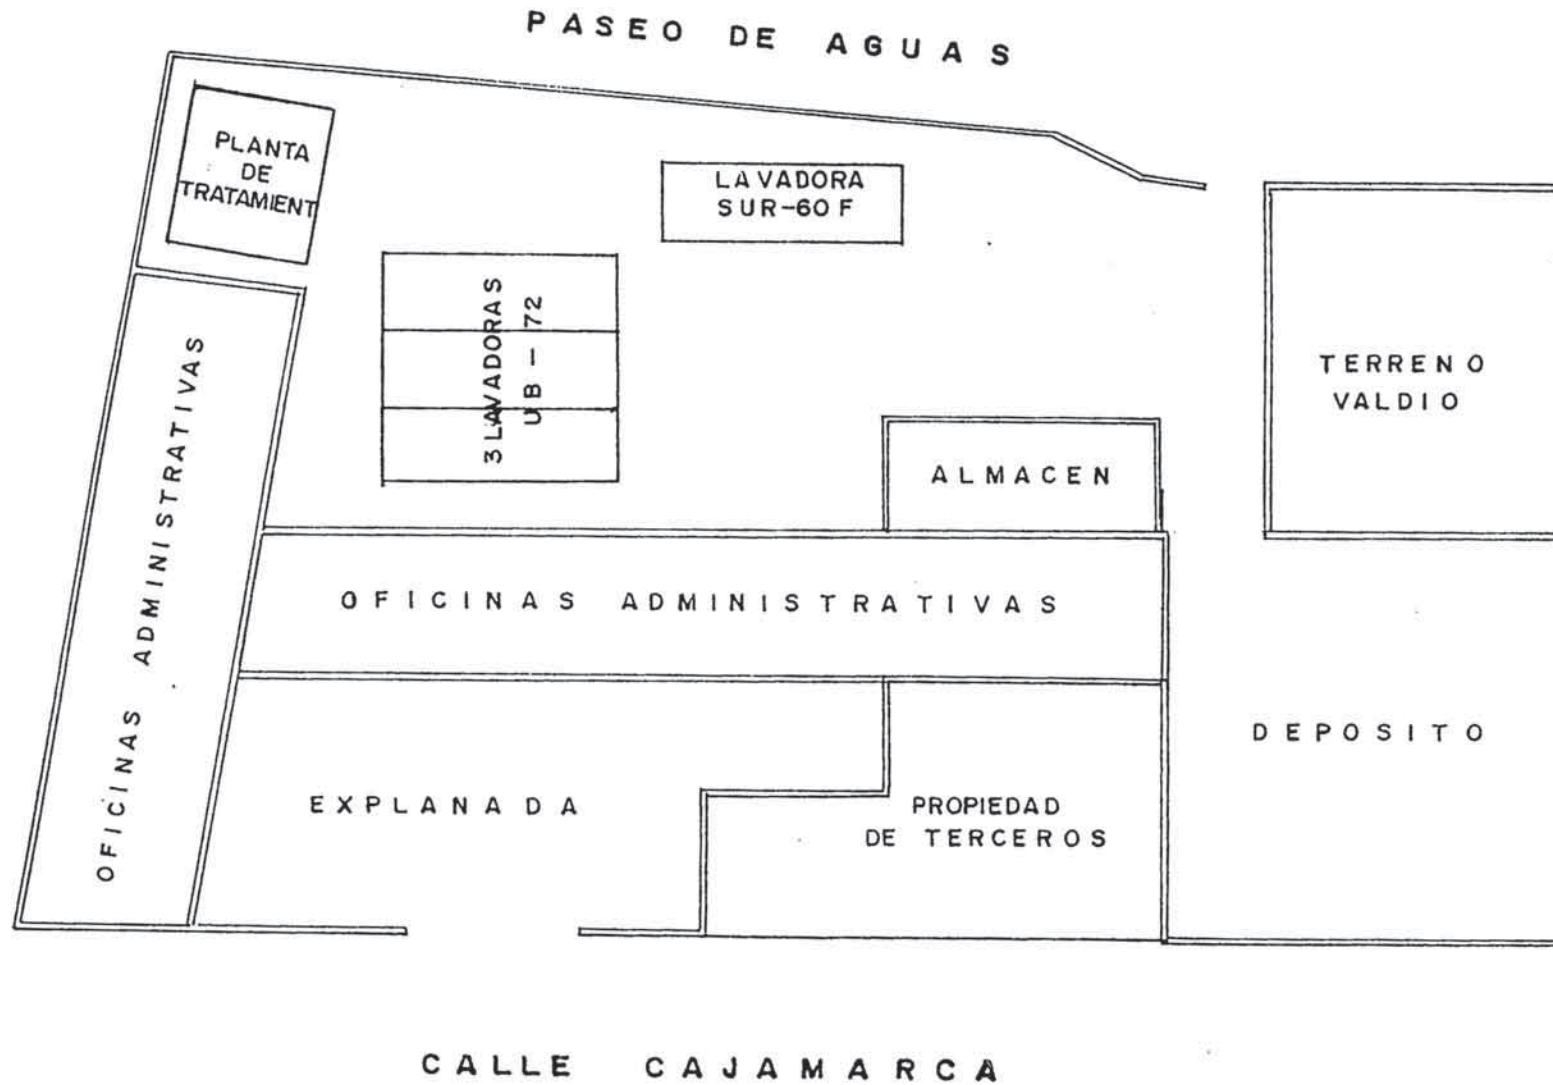 PASEO DE AGUAS
PLANTA
DE
TRATAMIENT
LAVADORA
SUR-60F
3 LAVADORAS
UB-72
TERRENO
VALDIO
ALMACEN
OFICINAS ADMINISTRATIVAS
OFICINAS ADMINISTRATIVAS
DEPOSITO
EXPLANADA
PROPIEDAD
DE TERCEROS
CALLE CAJAMARCA